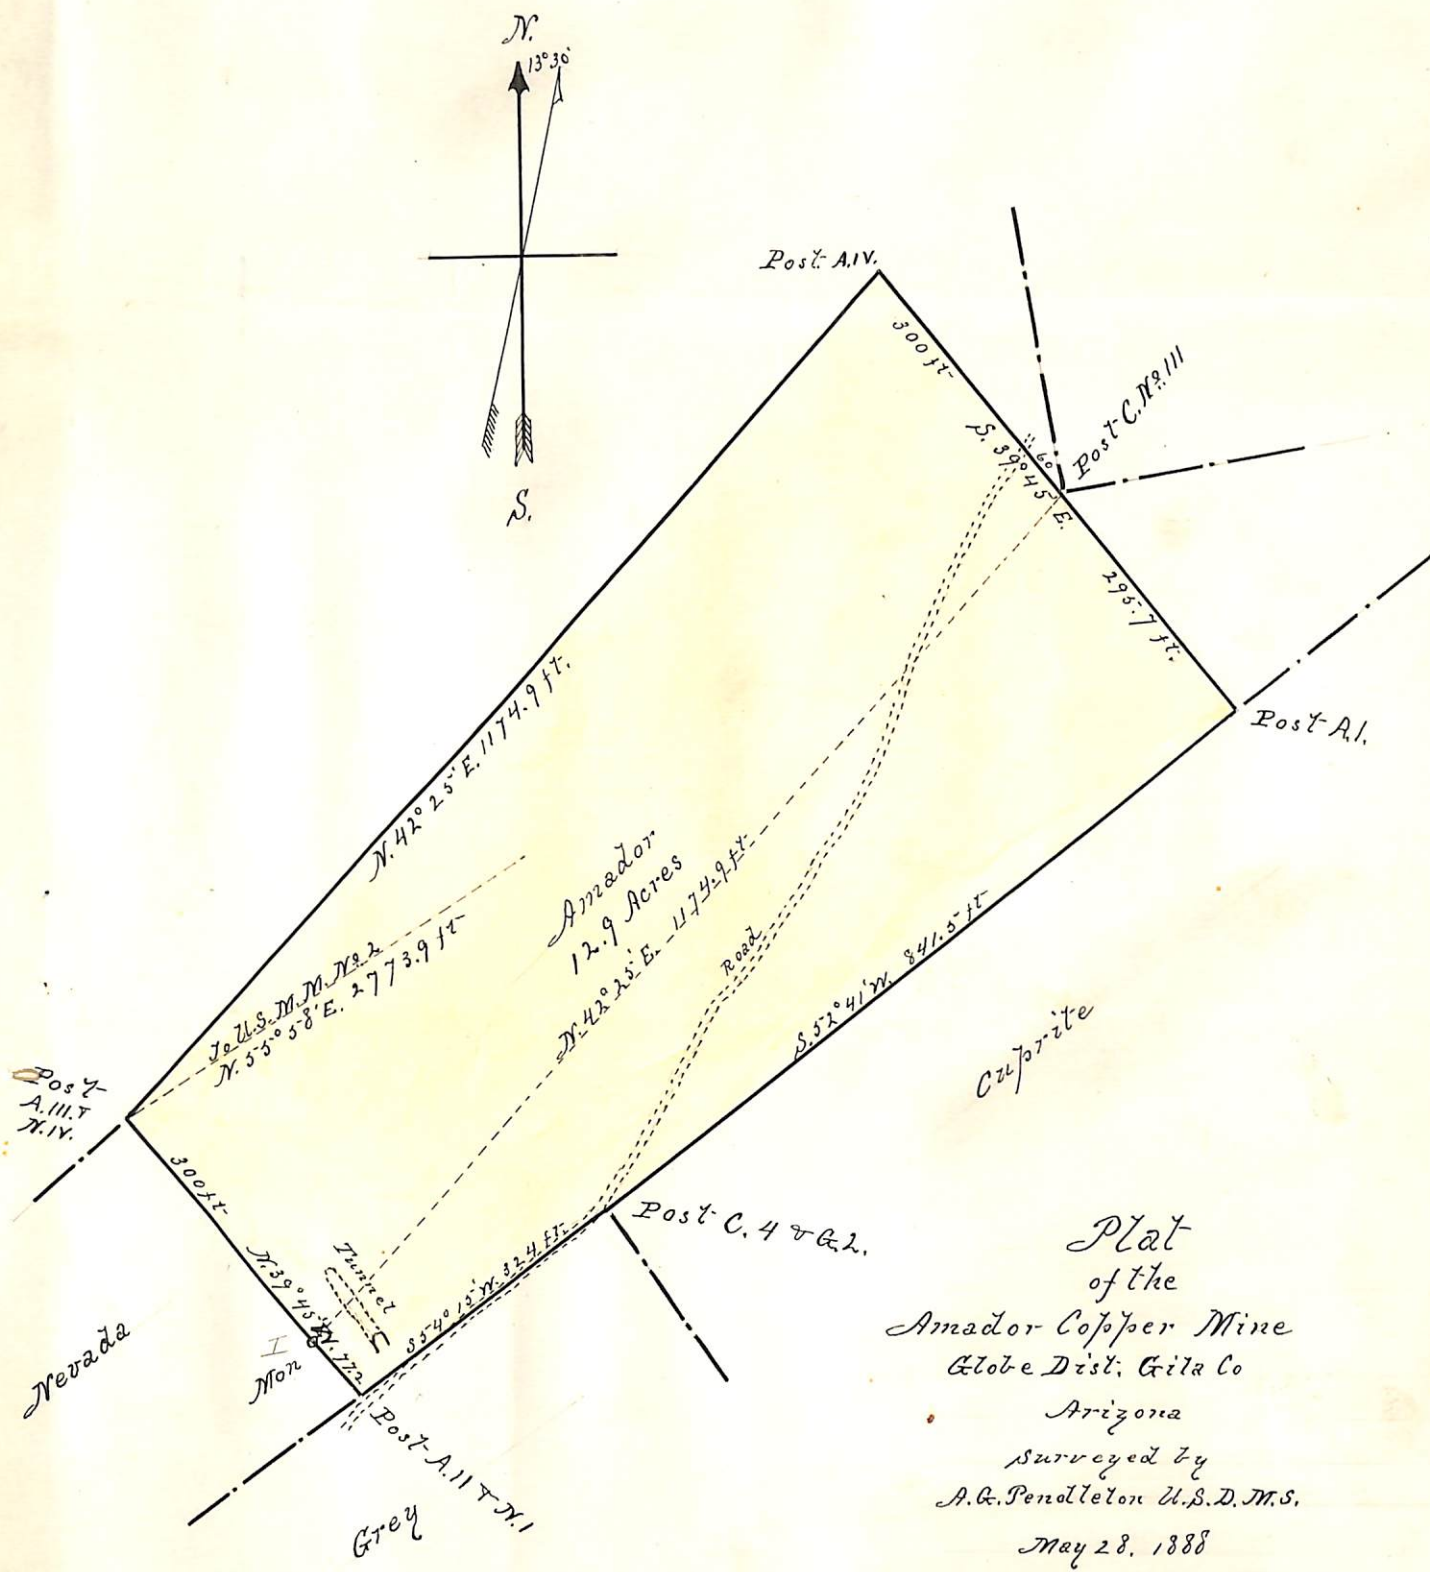 N.
13°30'
S.
Post A.IV.
300 ft
S. 39° 45' E.
60
Post C. No. III
295.7 ft.
Post A.I.
N. 42° 25' E. 1174.9 ft.
Amador
12.9 Acres
N. 42° 25' E. 1174.9 ft.
Road
S. 52° 41' W. 841.5 ft
Cuprite
To U.S.M.M. No. 2
N. 55° 58' E. 2773.9 ft
Post
A.III. &
N.IV.
300 ft
N. 39° 45' W. 77.2
Tunnel
S 54° 15' W. 324 ft.
Post C. 4 & G.2.
Nevada
I
Mon
Post A.II & N.I
Grey
Plat
of the
Amador Copper Mine
Globe Dist. Gila Co
Arizona
Surveyed by
A.G. Pendleton U.S.D.M.S.
May 28. 1888